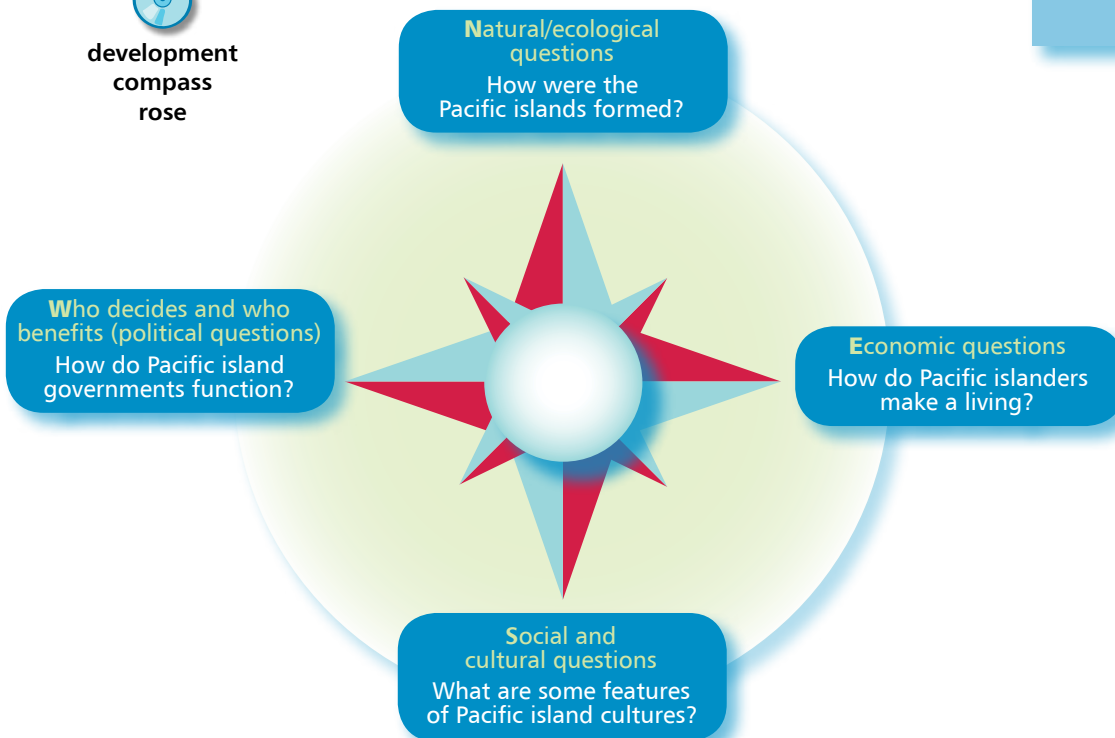 development
compass
rose
Natural/ecological
questions
How were the
Pacific islands formed?
Who decides and who
benefits (political questions)
How do Pacific island
governments function?
Economic questions
How do Pacific islanders
make a living?
Social and
cultural questions
What are some features
of Pacific island cultures?